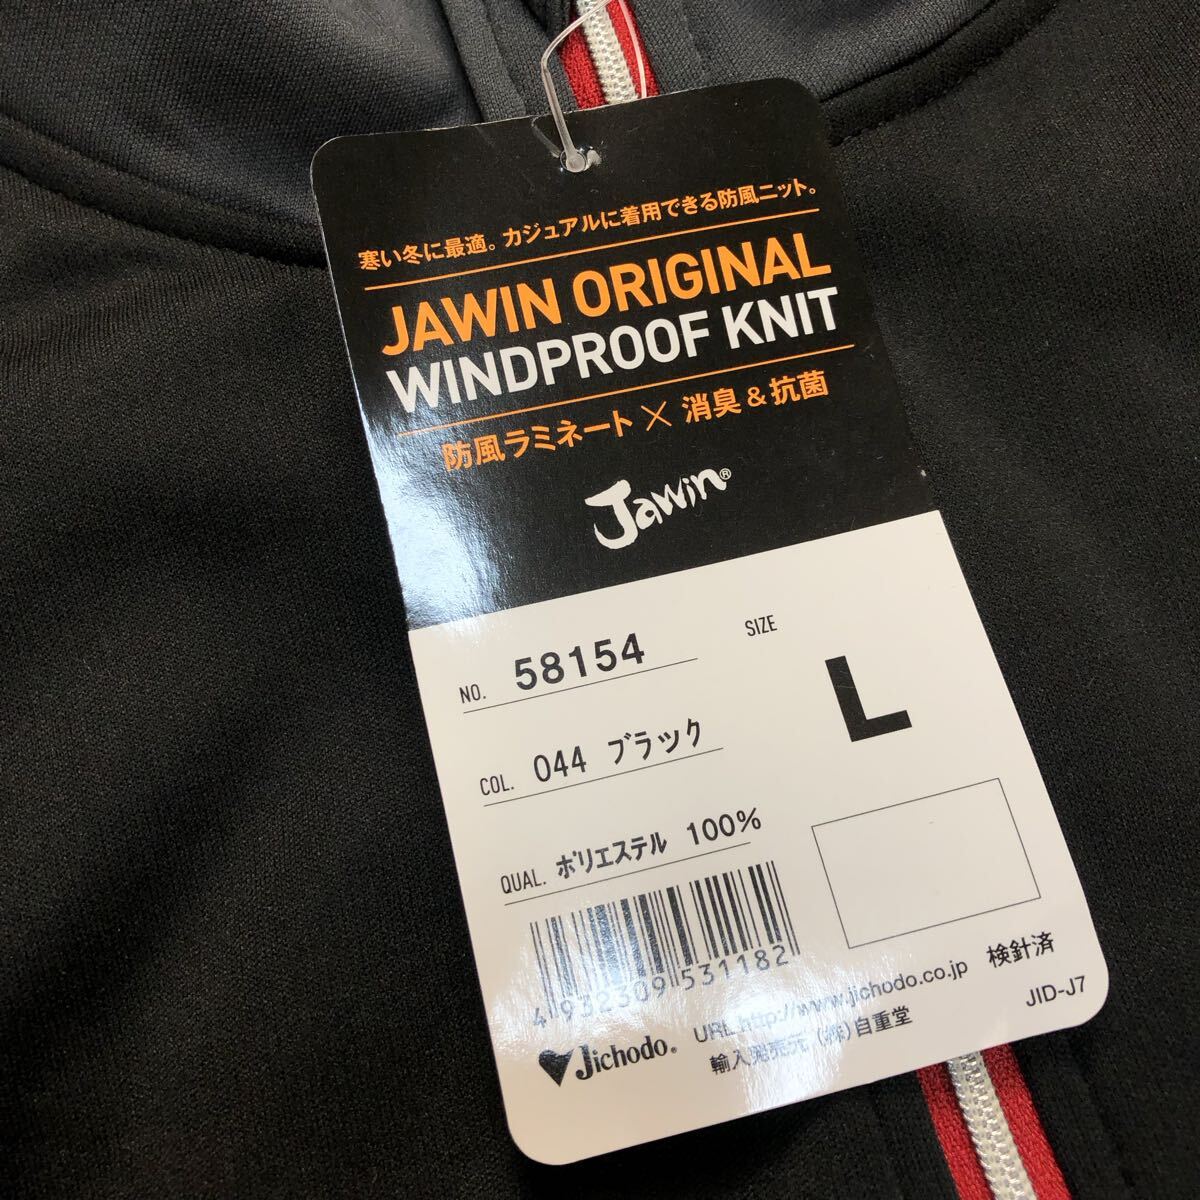 寒い冬に最適。カジュアルに着用できる防風ニット。
JAWIN ORIGINAL
WINDPROOF KNIT
防風ラミネート × 消臭&抗菌
Jawin®
NO. 58154
SIZE
L
COL. 044 ブラック
QUAL. ポリエステル 100%
4 932309 531182
Jichodo®
URL http://www.jichodo.co.jp
輸入発売元 (株)自重堂
検針済
JID-J7